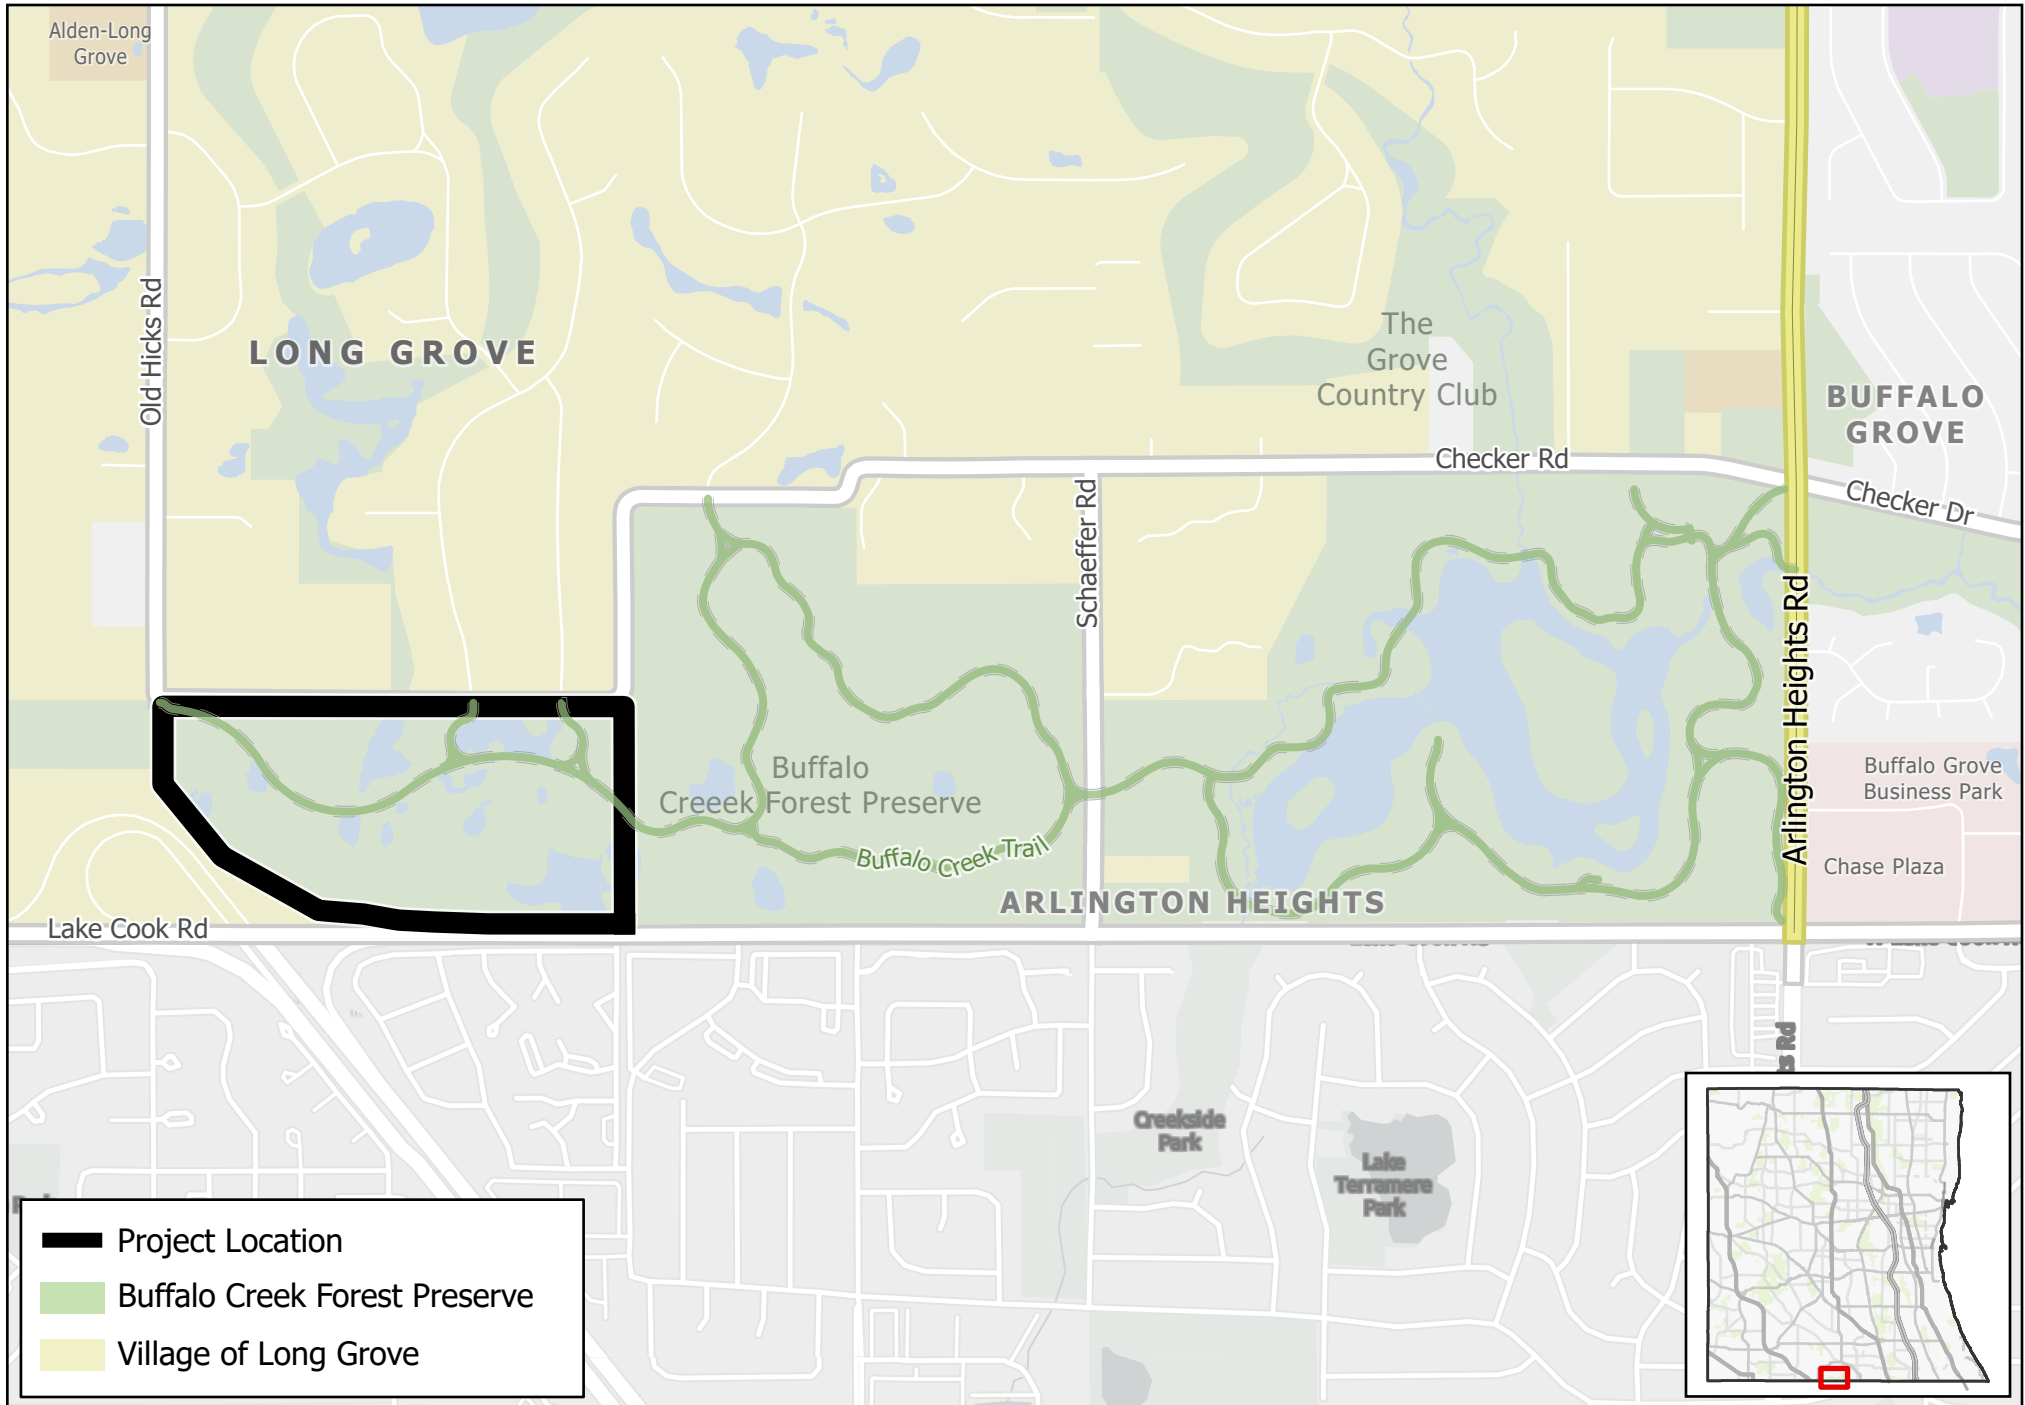 Alden-Long
Grove
Old Hicks Rd
LONG GROVE
The
Grove
Country Club
BUFFALO
GROVE
Checker Rd
Checker Dr
Schaeffer Rd
Arlington Heights Rd
Buffalo
Creeek Forest Preserve
Buffalo Creek Trail
Buffalo Grove
Business Park
Chase Plaza
ARLINGTON HEIGHTS
Lake Cook Rd
Rd
Creekside
Park
Lake
Terramere
Park
Project Location
Buffalo Creek Forest Preserve
Village of Long Grove